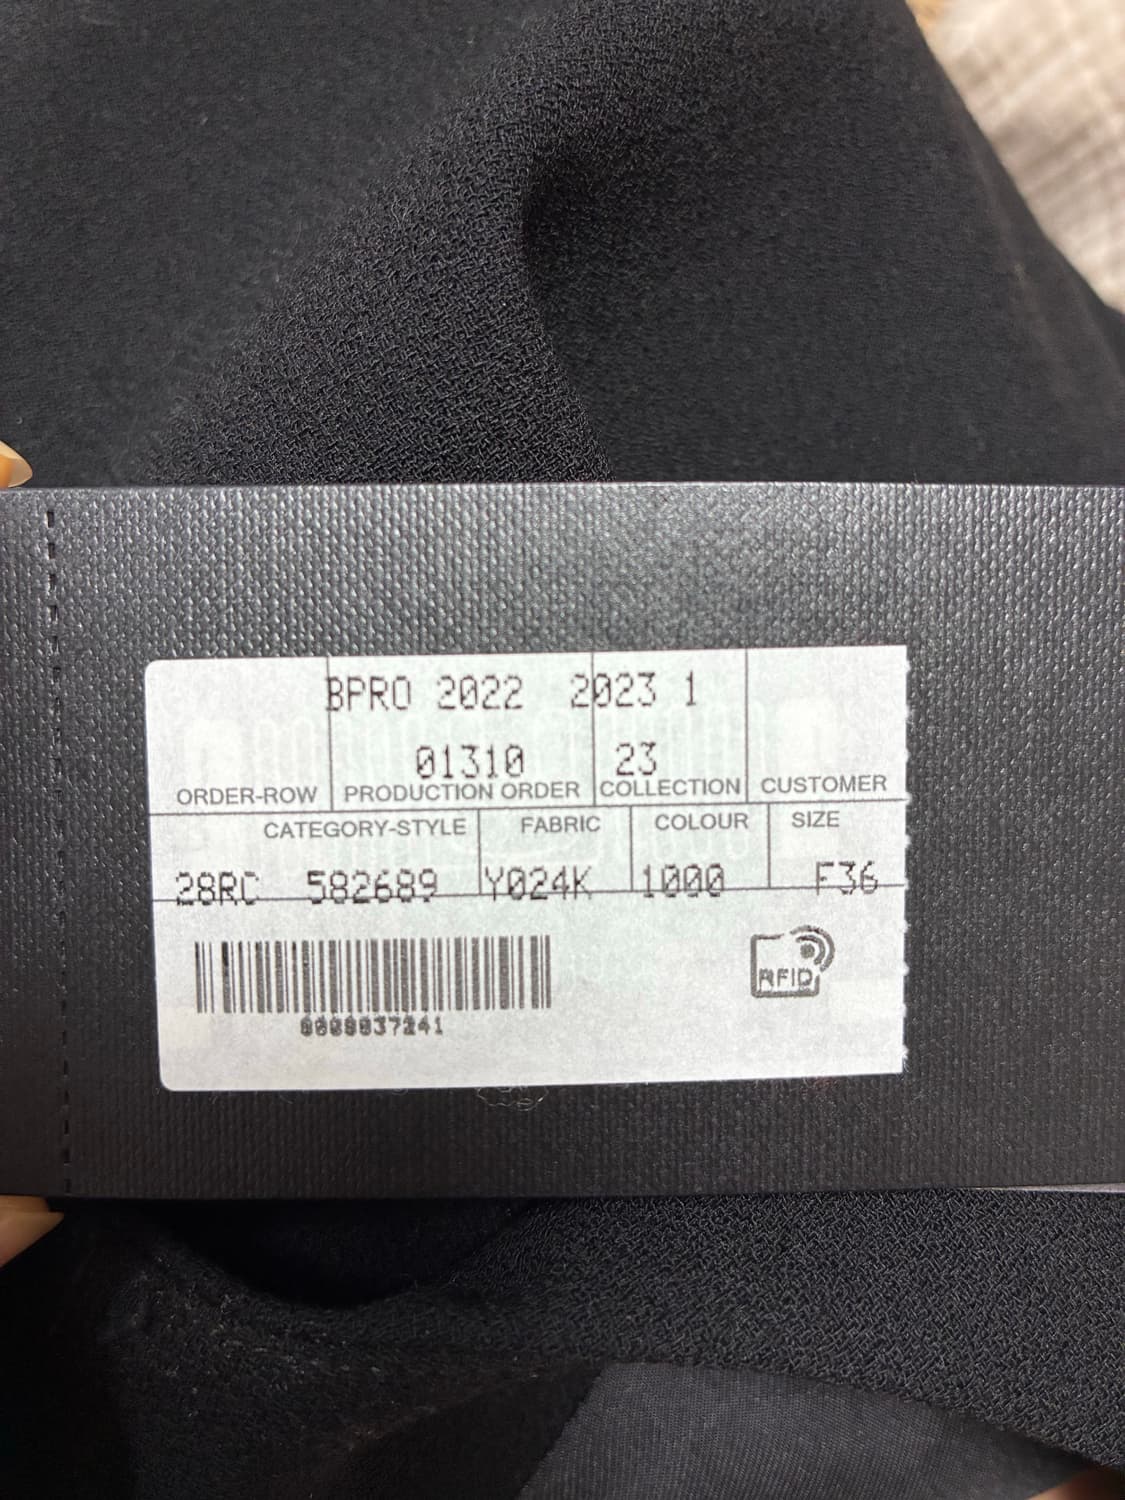 BPRO 2022 2023 1
01310 23
ORDER-ROW PRODUCTION ORDER COLLECTION CUSTOMER
CATEGORY-STYLE FABRIC COLOUR SIZE
28RC 582689 Y024K 1000 F36
RFID